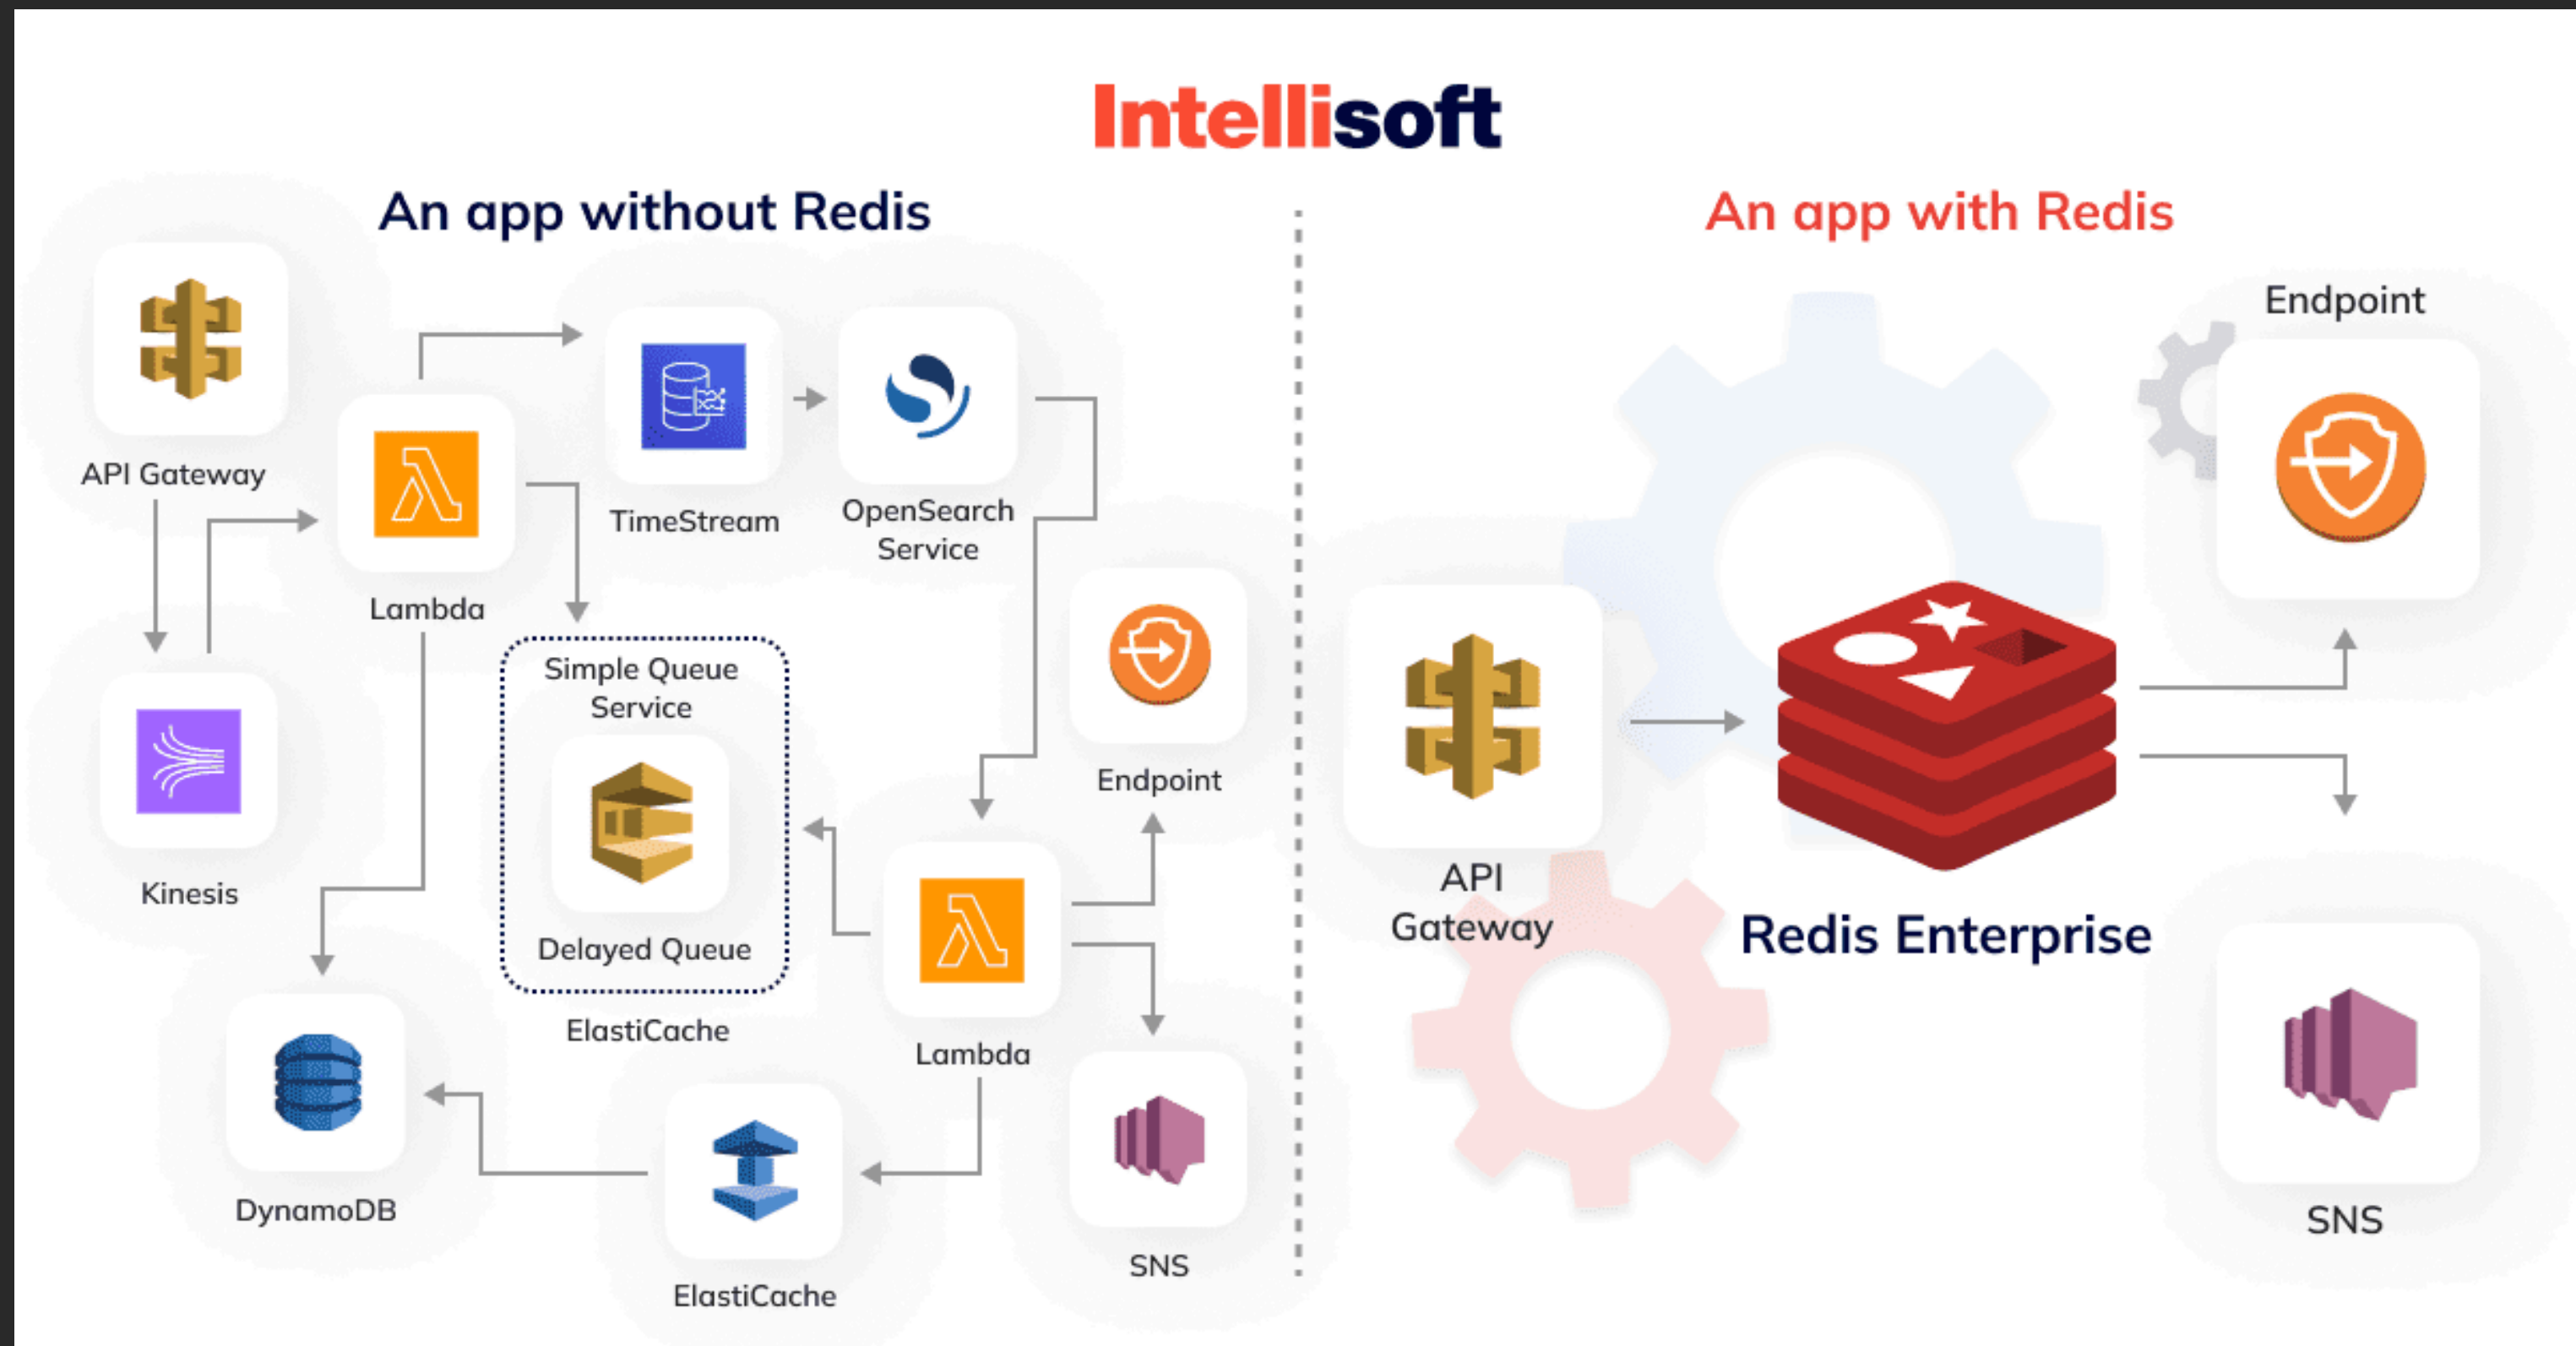 Intellisoft
An app without Redis
API Gateway
Lambda
TimeStream
OpenSearch
Service
Kinesis
Simple Queue
Service
Delayed Queue
ElastiCache
Endpoint
Lambda
DynamoDB
ElastiCache
SNS
An app with Redis
Endpoint
API
Gateway
Redis Enterprise
SNS